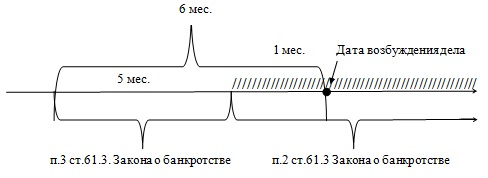 6 мес.
1 мес.
Дата возбуждения дела
5 мес.
п.3 ст.61.3. Закона о банкротстве
п.2 ст.61.3 Закона о банкротстве